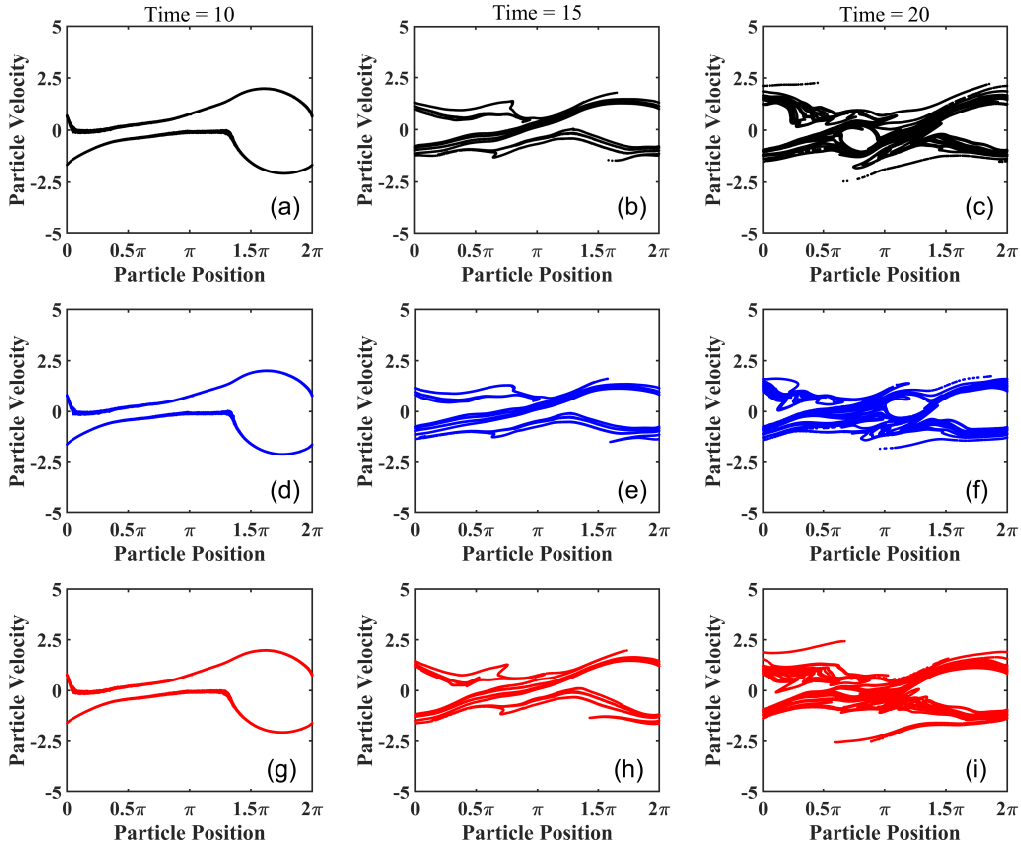 Time = 10
Time = 15
Time = 20
5
2.5
0
-2.5
-5
Particle Velocity
(a)
0 0.5π π 1.5π 2π
Particle Position
5
2.5
0
-2.5
-5
Particle Velocity
(b)
0 0.5π π 1.5π 2π
Particle Position
5
2.5
0
-2.5
-5
Particle Velocity
(c)
0 0.5π π 1.5π 2π
Particle Position
5
2.5
0
-2.5
-5
Particle Velocity
(d)
0 0.5π π 1.5π 2π
Particle Position
5
2.5
0
-2.5
-5
Particle Velocity
(e)
0 0.5π π 1.5π 2π
Particle Position
5
2.5
0
-2.5
-5
Particle Velocity
(f)
0 0.5π π 1.5π 2π
Particle Position
5
2.5
0
-2.5
-5
Particle Velocity
(g)
0 0.5π π 1.5π 2π
Particle Position
5
2.5
0
-2.5
-5
Particle Velocity
(h)
0 0.5π π 1.5π 2π
Particle Position
5
2.5
0
-2.5
-5
Particle Velocity
(i)
0 0.5π π 1.5π 2π
Particle Position